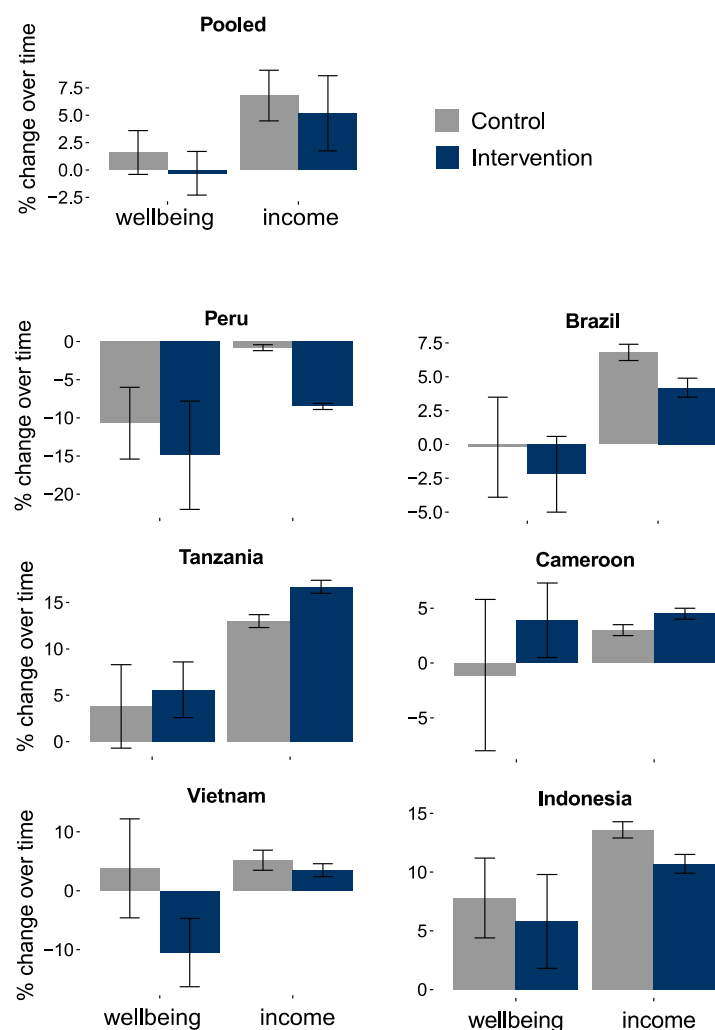 Pooled
% change over time
7.5
5.0
2.5
0.0
−2.5
wellbeing income
Control
Intervention
Peru
% change over time
0
−5
−10
−15
−20
Brazil
7.5
5.0
2.5
0.0
−2.5
−5.0
Tanzania
% change over time
15
10
5
0
Cameroon
5
0
−5
Vietnam
% change over time
10
0
−10
wellbeing income
Indonesia
15
10
5
0
wellbeing income